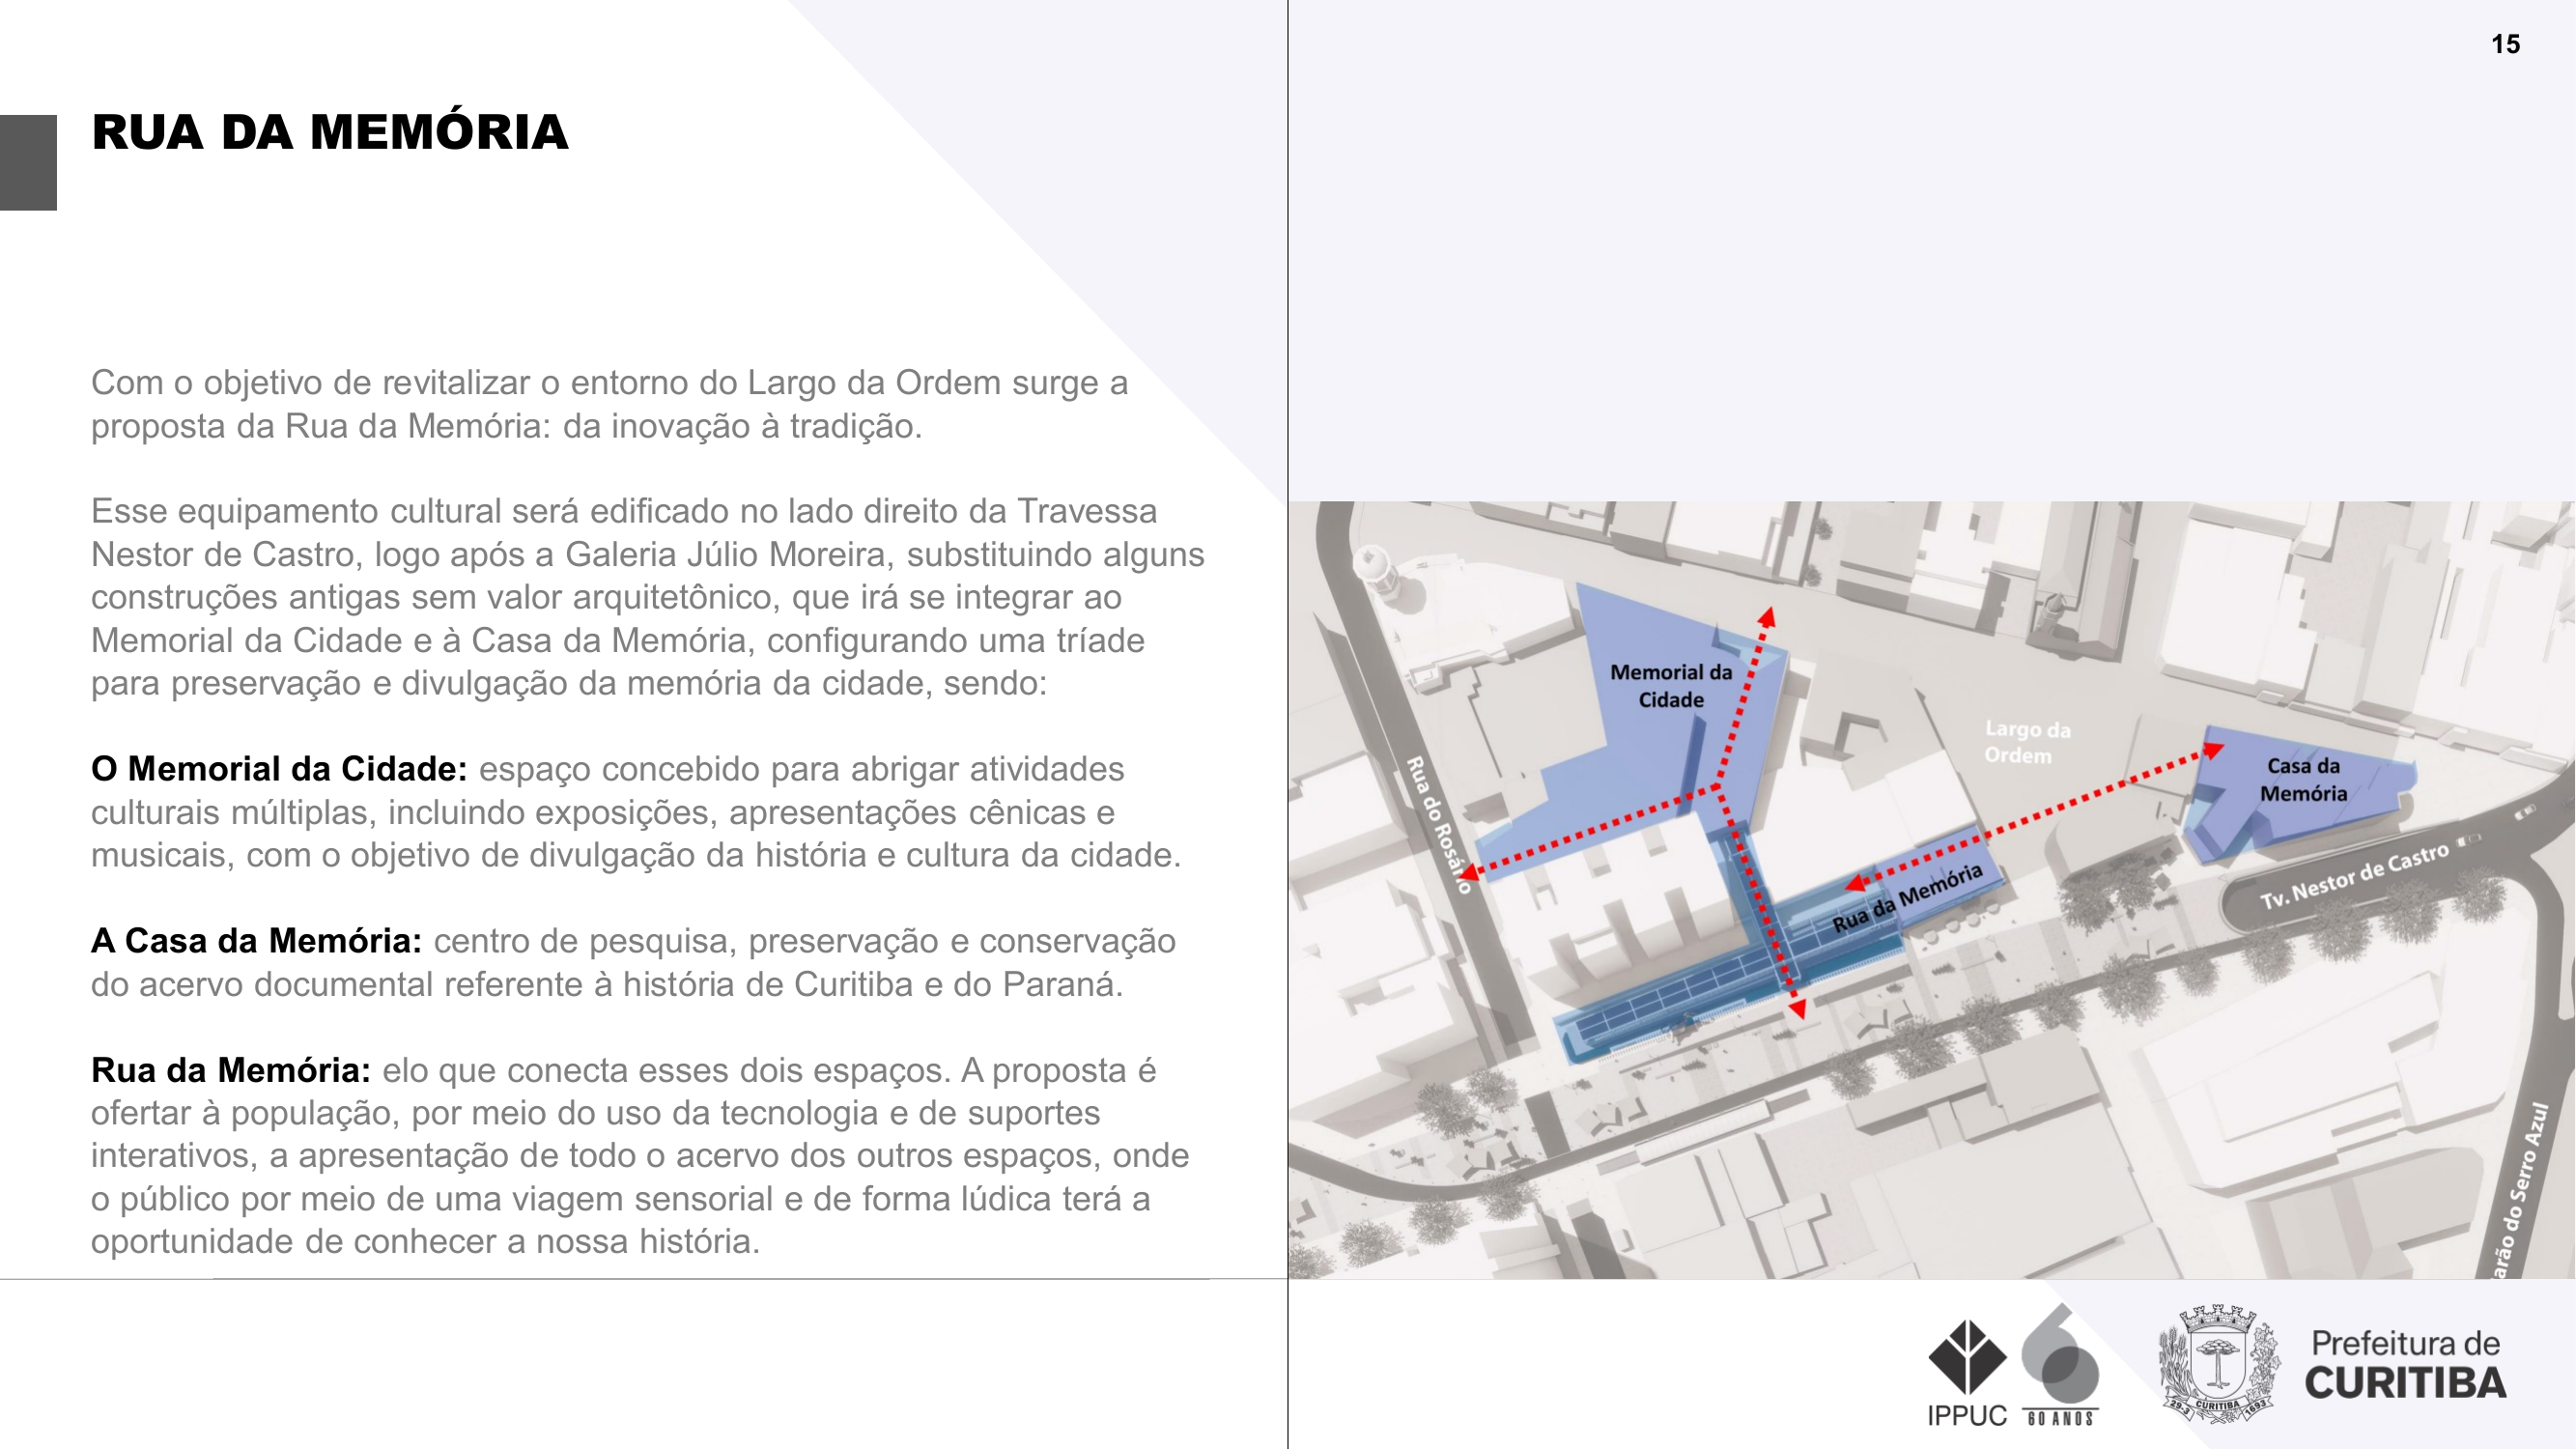 15
RUA DA MEMÓRIA
Com o objetivo de revitalizar o entorno do Largo da Ordem surge a
proposta da Rua da Memória: da inovação à tradição.
Esse equipamento cultural será edificado no lado direito da Travessa
Nestor de Castro, logo após a Galeria Júlio Moreira, substituindo alguns
construções antigas sem valor arquitetônico, que irá se integrar ao
Memorial da Cidade e à Casa da Memória, configurando uma tríade
para preservação e divulgação da memória da cidade, sendo:
O Memorial da Cidade: espaço concebido para abrigar atividades
culturais múltiplas, incluindo exposições, apresentações cênicas e
musicais, com o objetivo de divulgação da história e cultura da cidade.
A Casa da Memória: centro de pesquisa, preservação e conservação
do acervo documental referente à história de Curitiba e do Paraná.
Rua da Memória: elo que conecta esses dois espaços. A proposta é
ofertar à população, por meio do uso da tecnologia e de suportes
interativos, a apresentação de todo o acervo dos outros espaços, onde
o público por meio de uma viagem sensorial e de forma lúdica terá a
oportunidade de conhecer a nossa história.
Memorial da
Cidade
Largo da
Ordem
Casa da
Memória
Rua do Rosário
Rua da Memória
Tv. Nestor de Castro
arão do Serro Azul
IPPUC
60 ANOS
29-3 CURITIBA 1693
Prefeitura de
CURITIBA